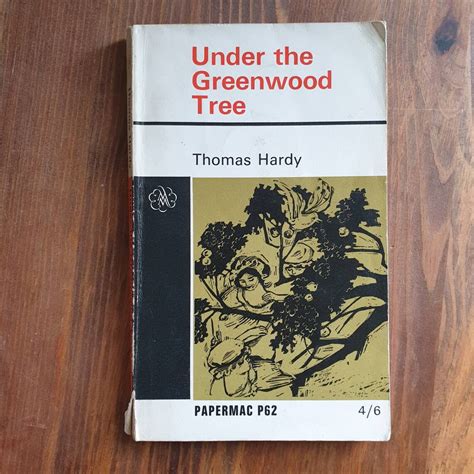 Under the
Greenwood
Tree
Thomas Hardy
PAPERMAC P62 4/6